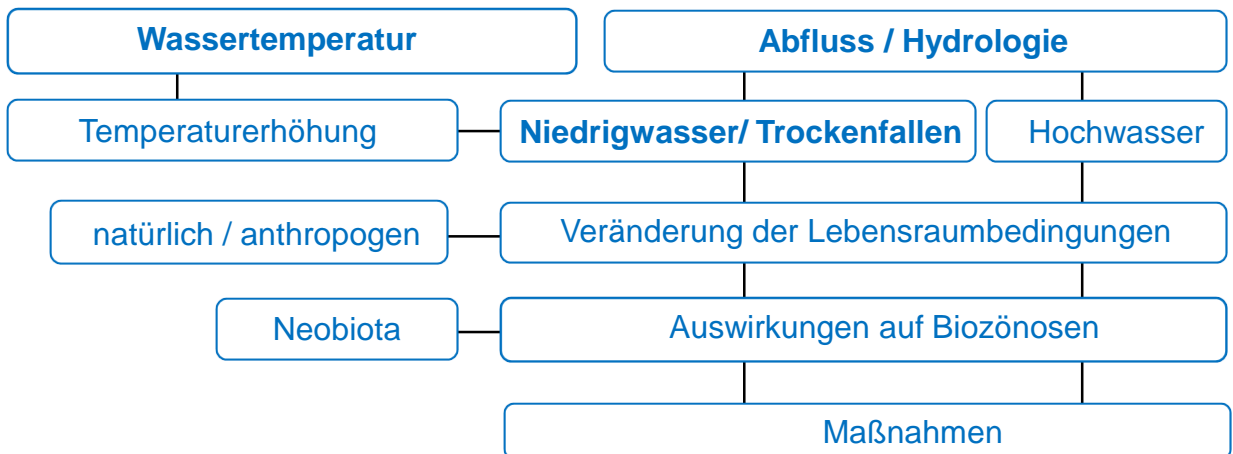 Wassertemperatur
Abfluss / Hydrologie
Temperaturerhöhung
Niedrigwasser/ Trockenfallen
Hochwasser
natürlich / anthropogen
Veränderung der Lebensraumbedingungen
Neobiota
Auswirkungen auf Biozönosen
Maßnahmen